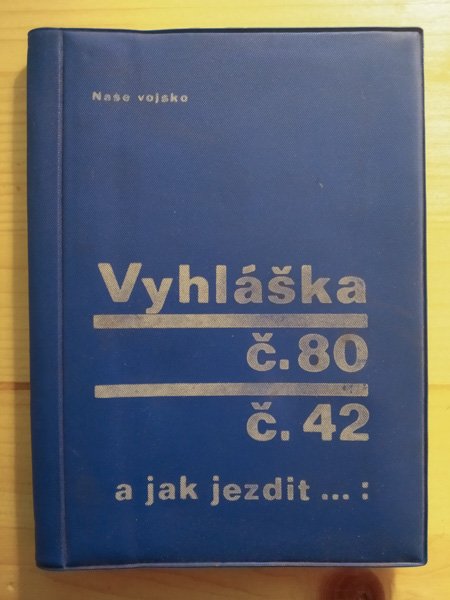 Naše vojsko
Vyhláška
č. 80
č. 42
a jak jezdit ... :